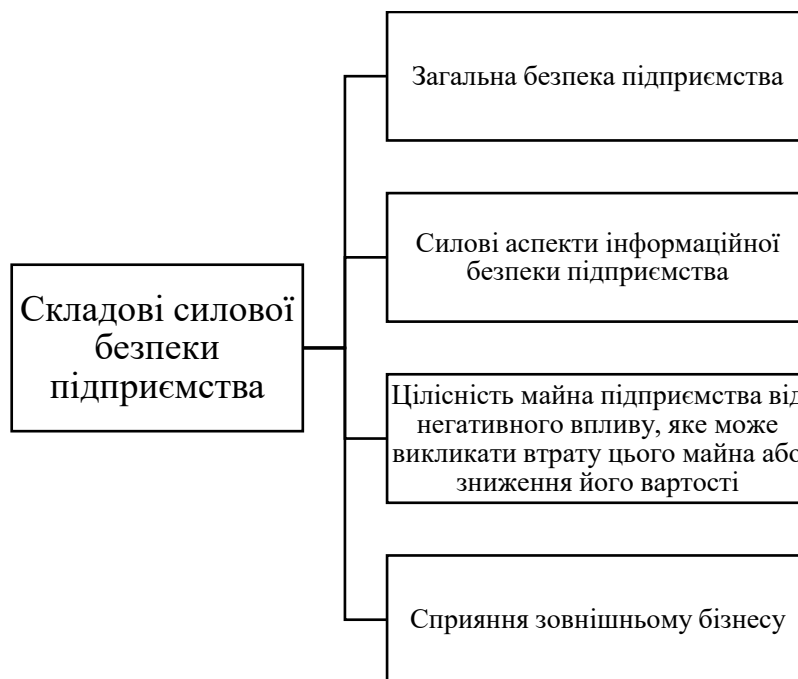 Загальна безпека підприємства
Силові аспекти інформаційної
безпеки підприємства
Складові силової
безпеки
підприємства
Цілісність майна підприємства від
негативного впливу, яке може
викликати втрату цього майна або
зниження його вартості
Сприяння зовнішньому бізнесу